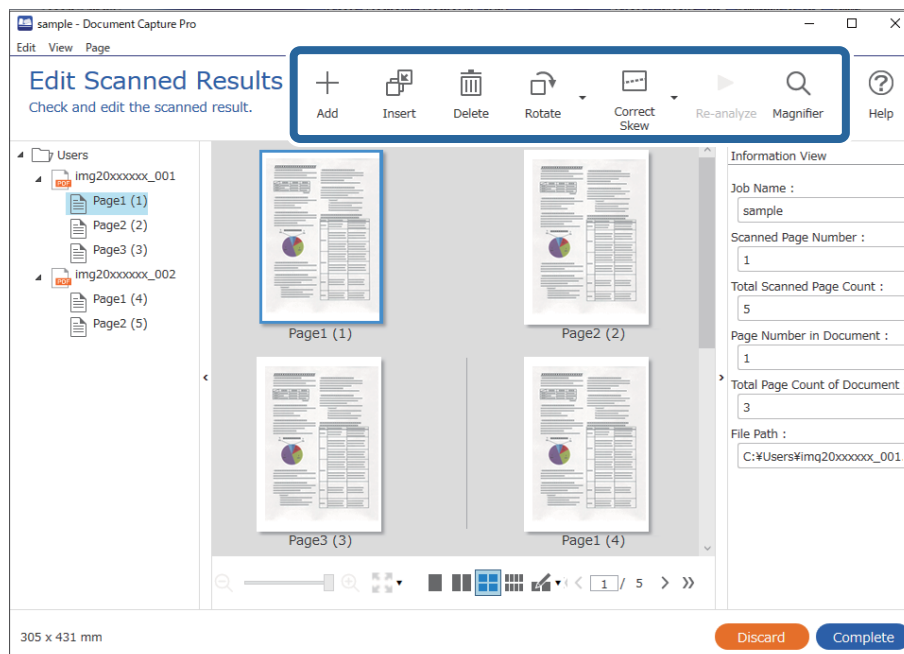 sample - Document Capture Pro
Edit View Page
Edit Scanned Results
Check and edit the scanned result.
Add
Insert
Delete
Rotate
Correct
Skew
Re-analyze
Magnifier
Help
Users
img20xxxxxx_001
Page1 (1)
Page2 (2)
Page3 (3)
img20xxxxxx_002
Page1 (4)
Page2 (5)
Page1 (1)
Page2 (2)
Page3 (3)
Page1 (4)
1 / 5
Information View
Job Name :
sample
Scanned Page Number :
1
Total Scanned Page Count :
5
Page Number in Document :
1
Total Page Count of Document
3
File Path :
C:¥Users¥img20xxxxxx_001.
305 x 431 mm
Discard
Complete